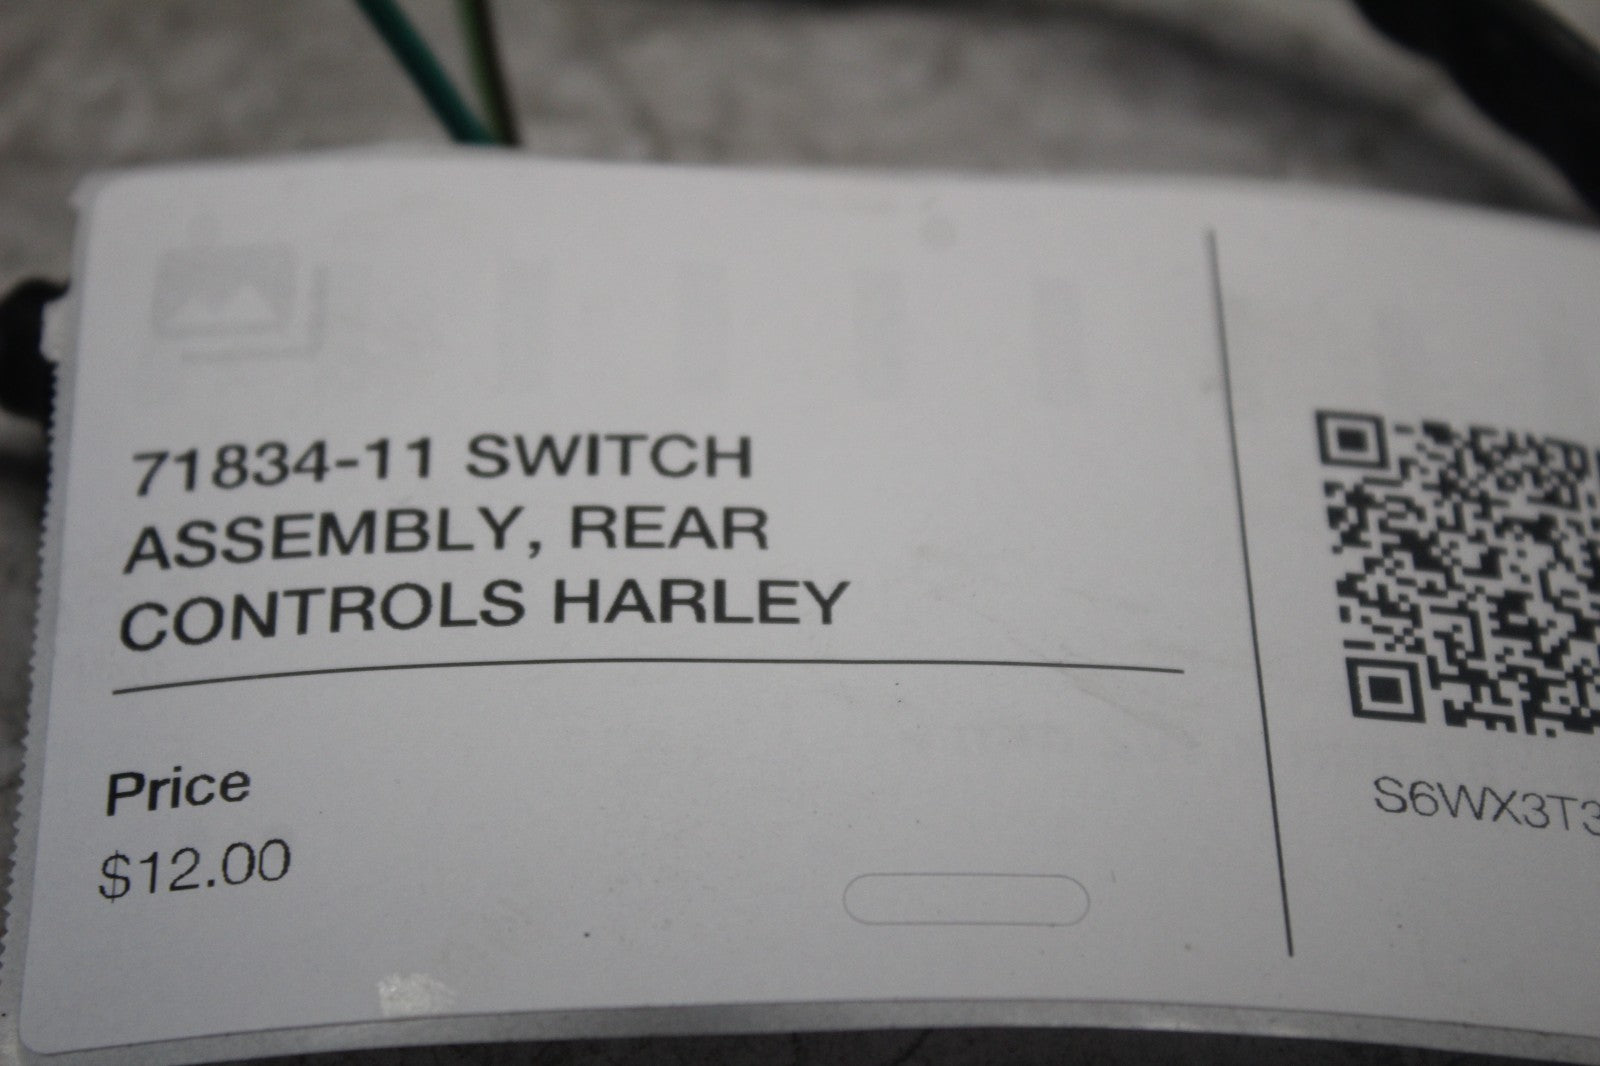 71834-11 SWITCH
ASSEMBLY, REAR
CONTROLS HARLEY
Price
$12.00
S6WX3T3